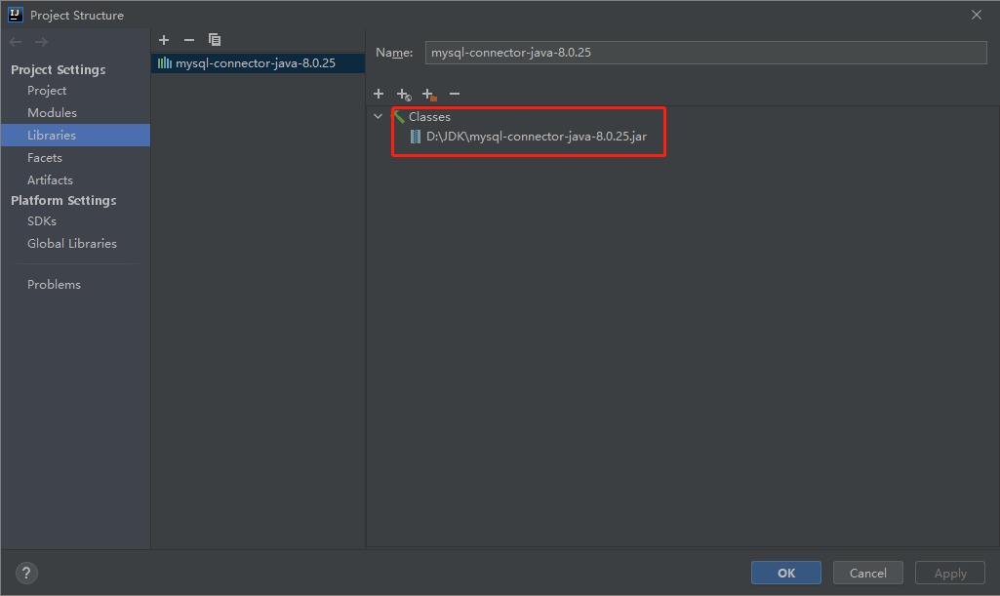 Project Structure
Project Settings
Project
Modules
Libraries
Facets
Artifacts
Platform Settings
SDKs
Global Libraries
Problems
mysql-connector-java-8.0.25
Name: mysql-connector-java-8.0.25
Classes
D:\JDK\mysql-connector-java-8.0.25.jar
?
OK
Cancel
Apply